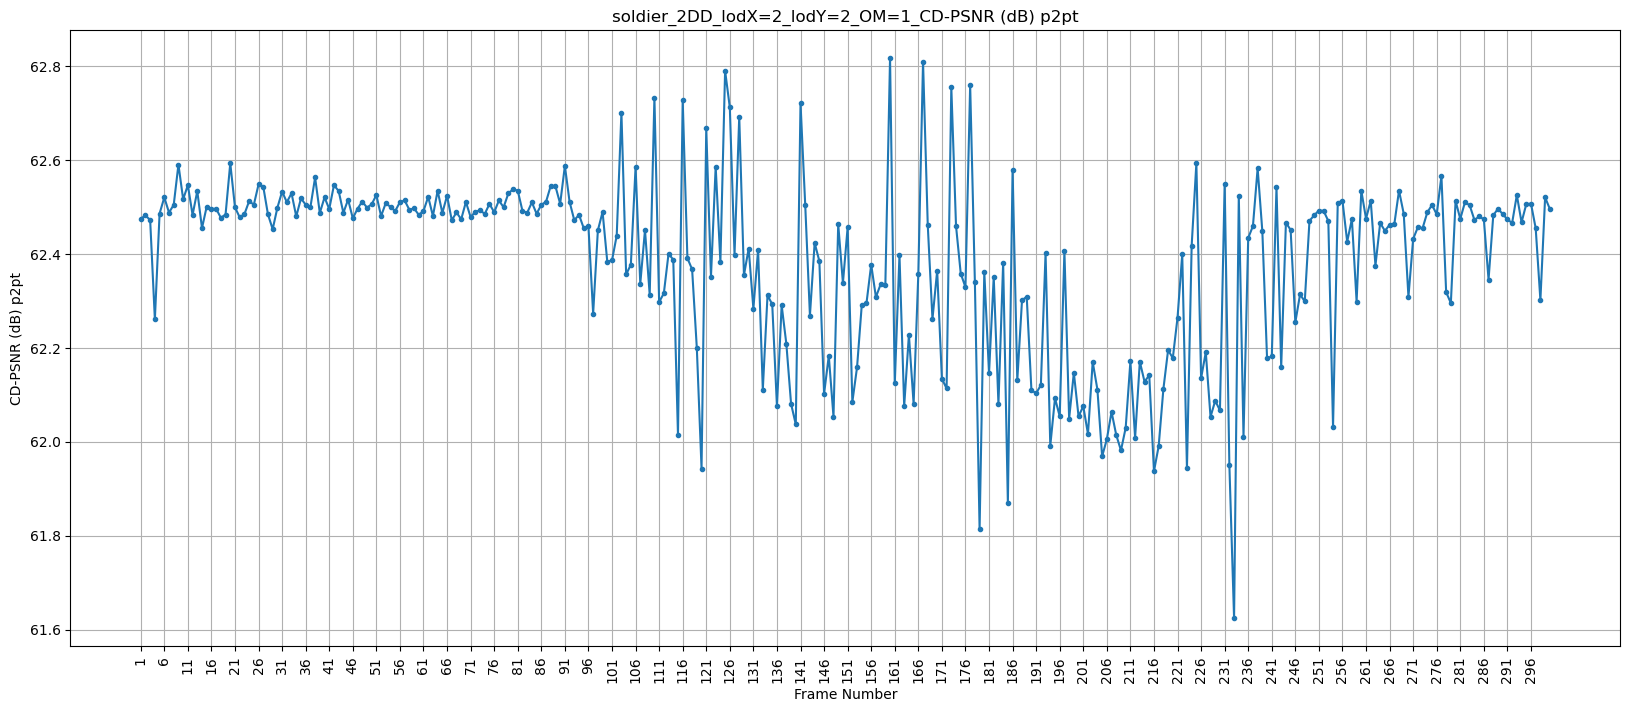 soldier_2DD_lodX=2_lodY=2_OM=1_CD-PSNR (dB) p2pt
CD-PSNR (dB) p2pt
62.8
62.6
62.4
62.2
62.0
61.8
61.6
1 6 11 16 21 26 31 36 41 46 51 56 61 66 71 76 81 86 91 96 101 106 111 116 121 126 131 136 141 146 151 156 161 166 171 176 181 186 191 196 201 206 211 216 221 226 231 236 241 246 251 256 261 266 271 276 281 286 291 296
Frame Number